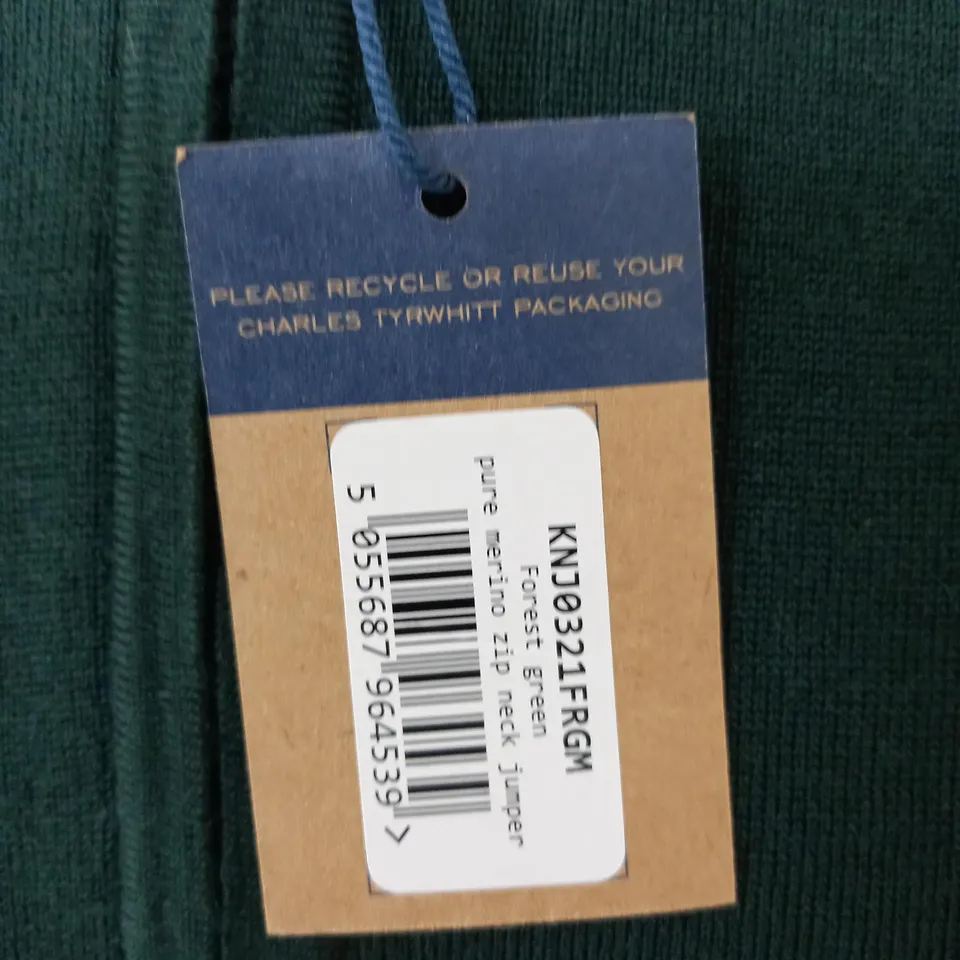 PLEASE RECYCLE OR REUSE YOUR
CHARLES TYRWHITT PACKAGING
KNJ0321FRGM
Forest green
pure merino zip neck jumper
5 055687 964539 >